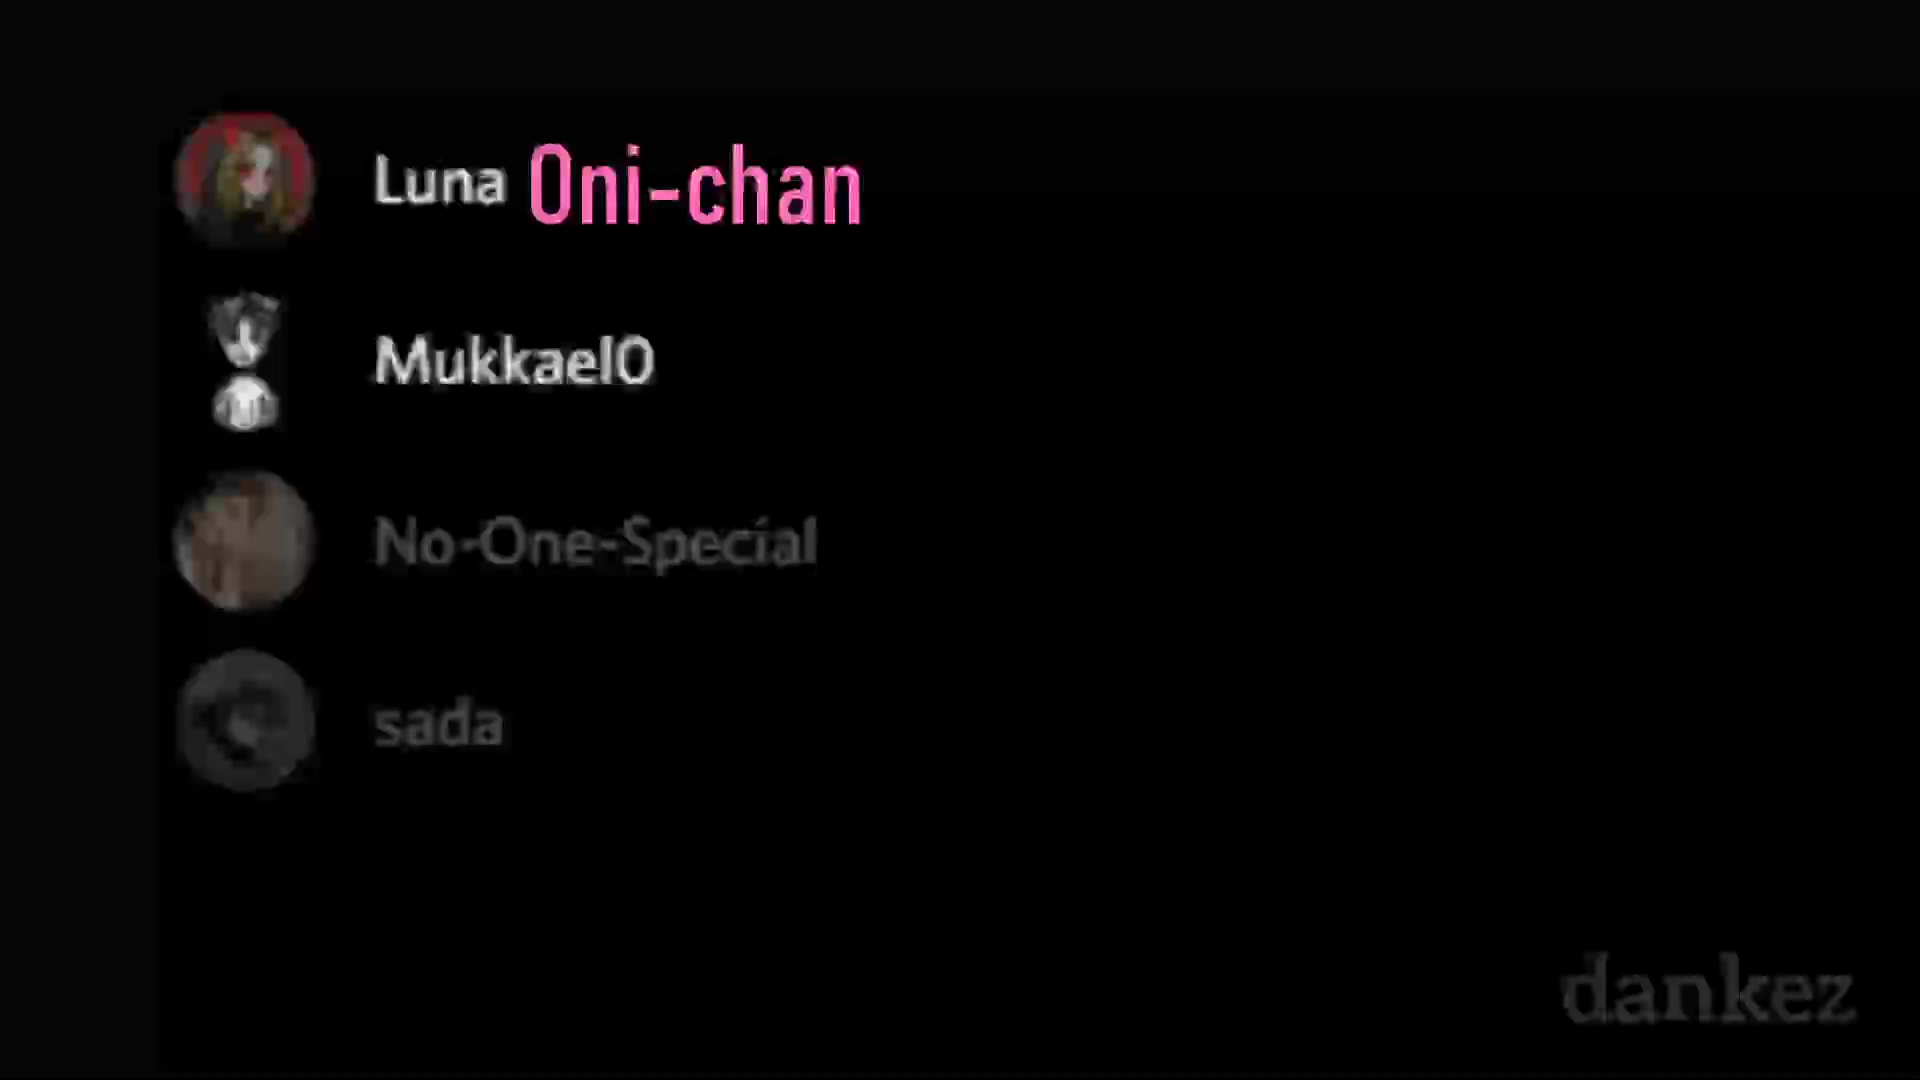 Luna Oni-chan
Mukkael0
No-One-Special
sada
dankez